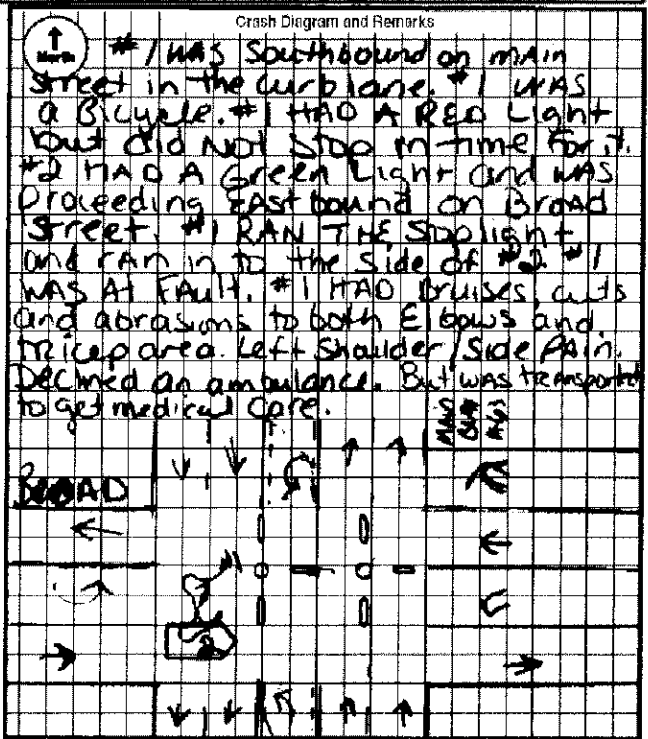 Crash Diagram and Remarks
North
#1 WAS Southbound on MAIN
Street in the curb lane. #1 WAS
a Bicycle. #1 HAD A RED Light
but did NOT Stop in time for it.
#2 HAD A Green Light and WAS
Proceeding EASTbound on BROAD
Street. #1 RAN THE Stoplight
and rAn in to the Side of #2. #1
WAS At FAult. #1 HAD Bruises, cuts
and abrasions to both Elbows and
tricep area. Left Shoulder/Side PAin.
Declined an ambulance. But was transported
to get medical Care.
BROAD
#1
2